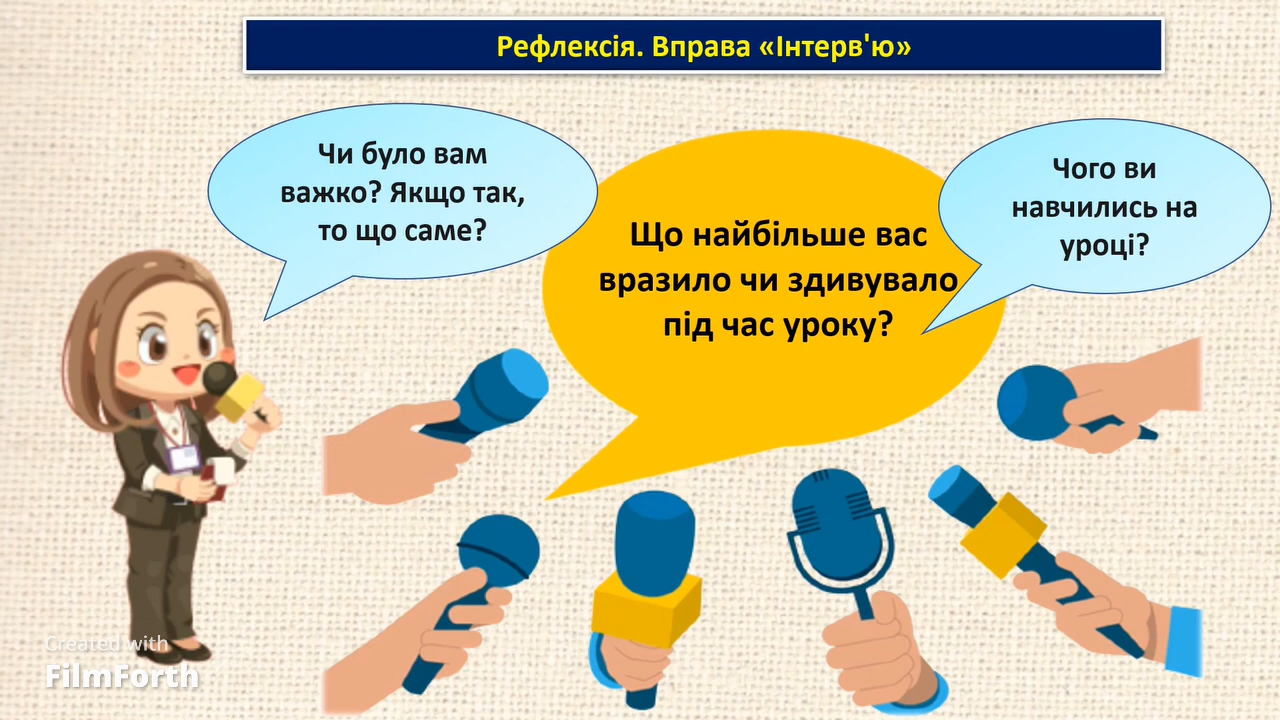 Рефлексія. Вправа «Інтерв'ю»
Чи було вам
важко? Якщо так,
то що саме?
Що найбільше вас
вразило чи здивувало
під час уроку?
Чого ви
навчились на
уроці?
Created with
FilmForth